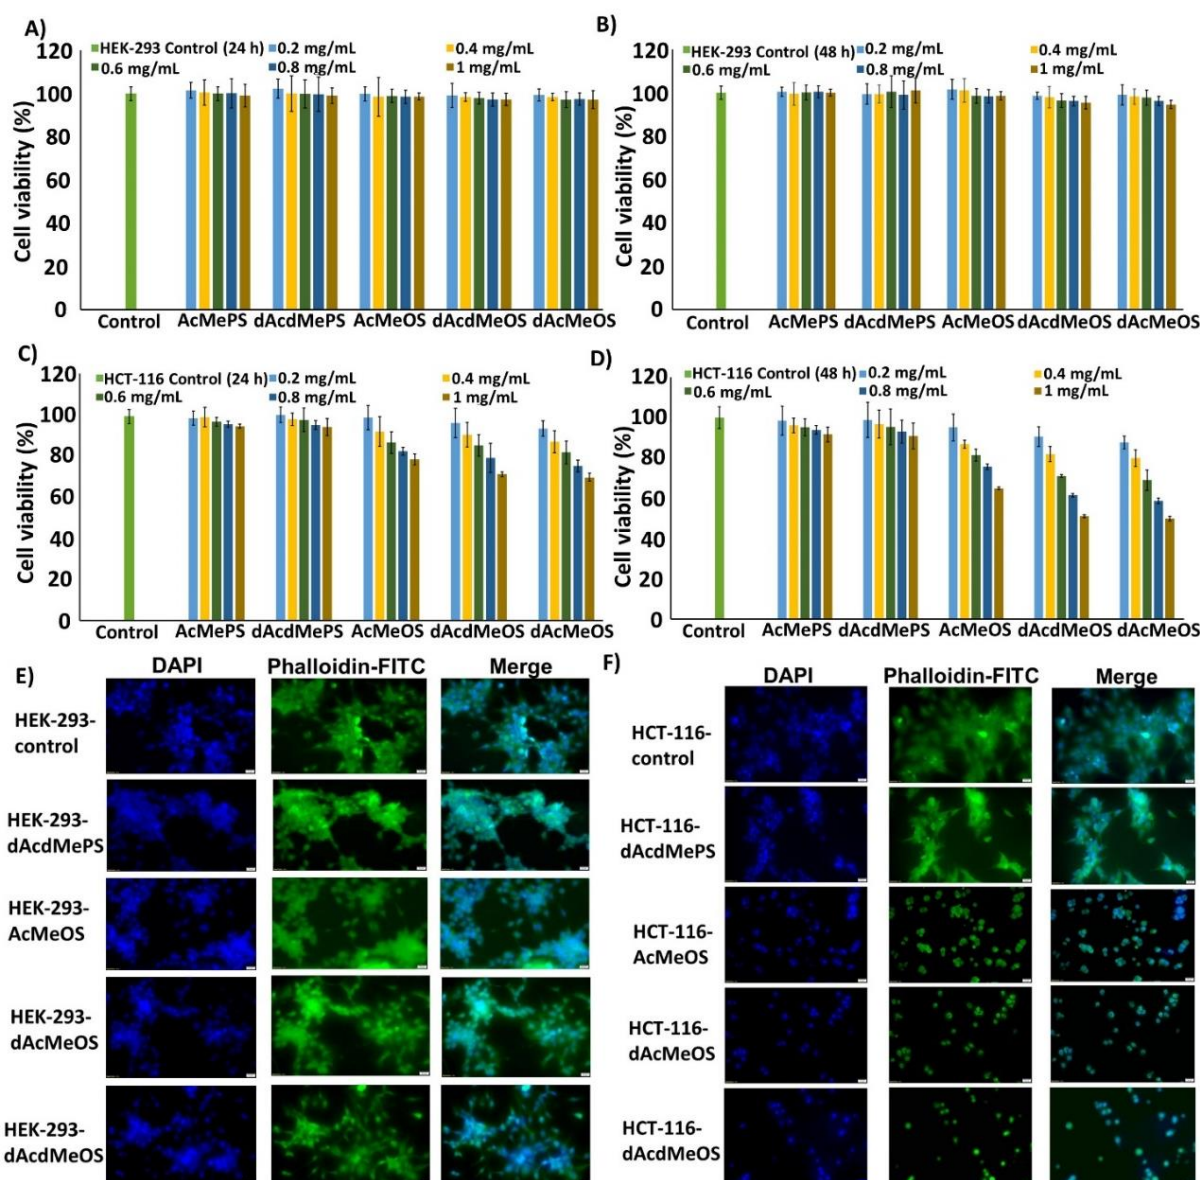 A)
HEK-293 Control (24 h) 0.2 mg/mL 0.4 mg/mL
0.6 mg/mL 0.8 mg/mL 1 mg/mL
Cell viability (%)
120
100
80
60
40
20
0
Control AcMePS dAcdMePS AcMeOS dAcdMeOS dAcMeOS
B)
HEK-293 Control (48 h) 0.2 mg/mL 0.4 mg/mL
0.6 mg/mL 0.8 mg/mL 1 mg/mL
Cell viability (%)
120
100
80
60
40
20
0
Control AcMePS dAcdMePS AcMeOS dAcdMeOS dAcMeOS
C)
HCT-116 Control (24 h) 0.2 mg/mL 0.4 mg/mL
0.6 mg/mL 0.8 mg/mL 1 mg/mL
Cell viability (%)
120
100
80
60
40
20
0
Control AcMePS dAcdMePS AcMeOS dAcdMeOS dAcMeOS
D)
HCT-116 Control (48 h) 0.2 mg/mL 0.4 mg/mL
0.6 mg/mL 0.8 mg/mL 1 mg/mL
Cell viability (%)
120
100
80
60
40
20
0
Control AcMePS dAcdMePS AcMeOS dAcdMeOS dAcMeOS
E)
DAPI Phalloidin-FITC Merge
HEK-293-
control
HEK-293-
dAcdMePS
HEK-293-
AcMeOS
HEK-293-
dAcMeOS
HEK-293-
dAcdMeOS
F)
DAPI Phalloidin-FITC Merge
HCT-116-
control
HCT-116-
dAcdMePS
HCT-116-
AcMeOS
HCT-116-
dAcMeOS
HCT-116-
dAcdMeOS